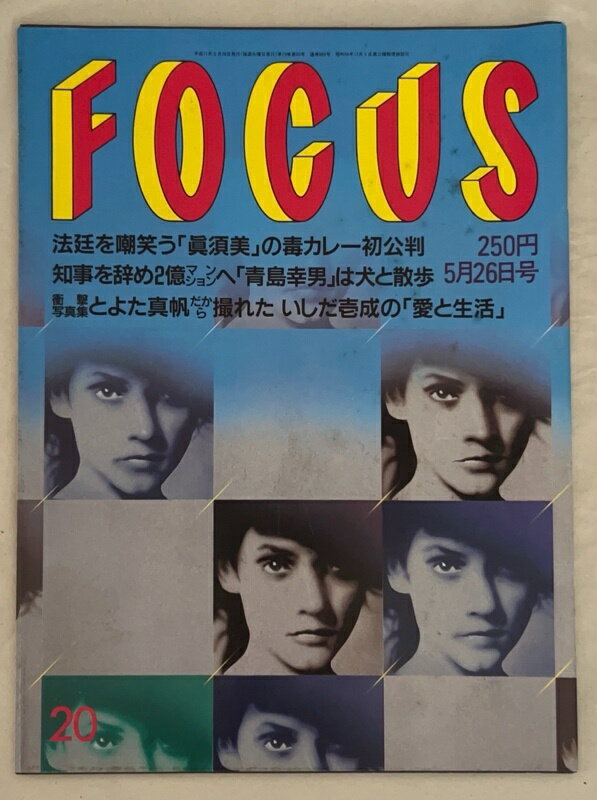 FOCUS
法廷を嘲笑う「眞須美」の毒カレー初公判
250円
知事を辞め2億マンションへ「青島幸男」は犬と散歩
5月26日号
衝撃写真集とよた真帆だから撮れた いしだ壱成の「愛と生活」
20